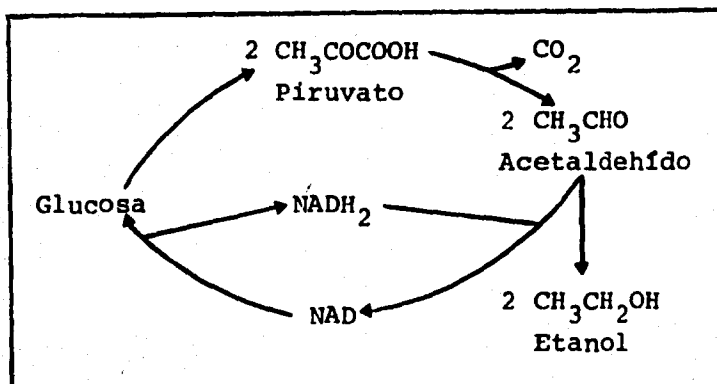 2 CH₃COCOOH
CO₂
Piruvato
2 CH₃CHO
Acetaldehído
Glucosa
NADH₂
NAD
2 CH₃CH₂OH
Etanol